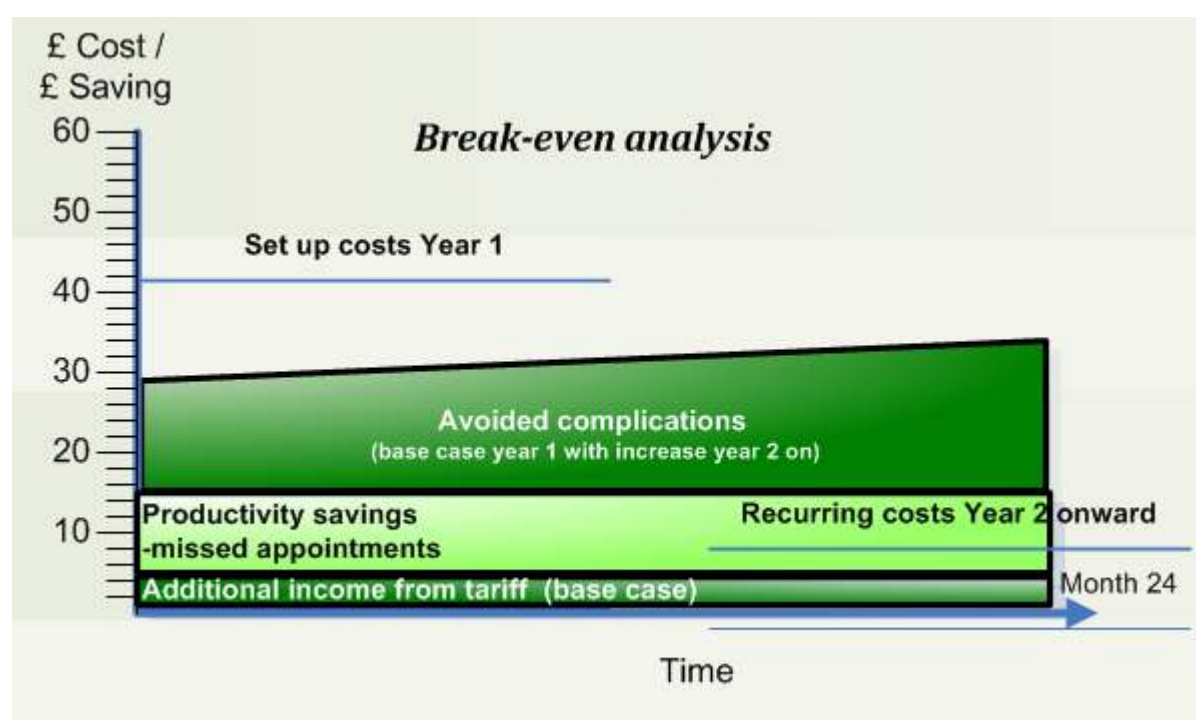 £ Cost /
£ Saving
60
Break-even analysis
50
Set up costs Year 1
40
30
Avoided complications
(base case year 1 with increase year 2 on)
20
Productivity savings
-missed appointments
Recurring costs Year 2 onward
10
Additional income from tariff (base case)
Month 24
Time